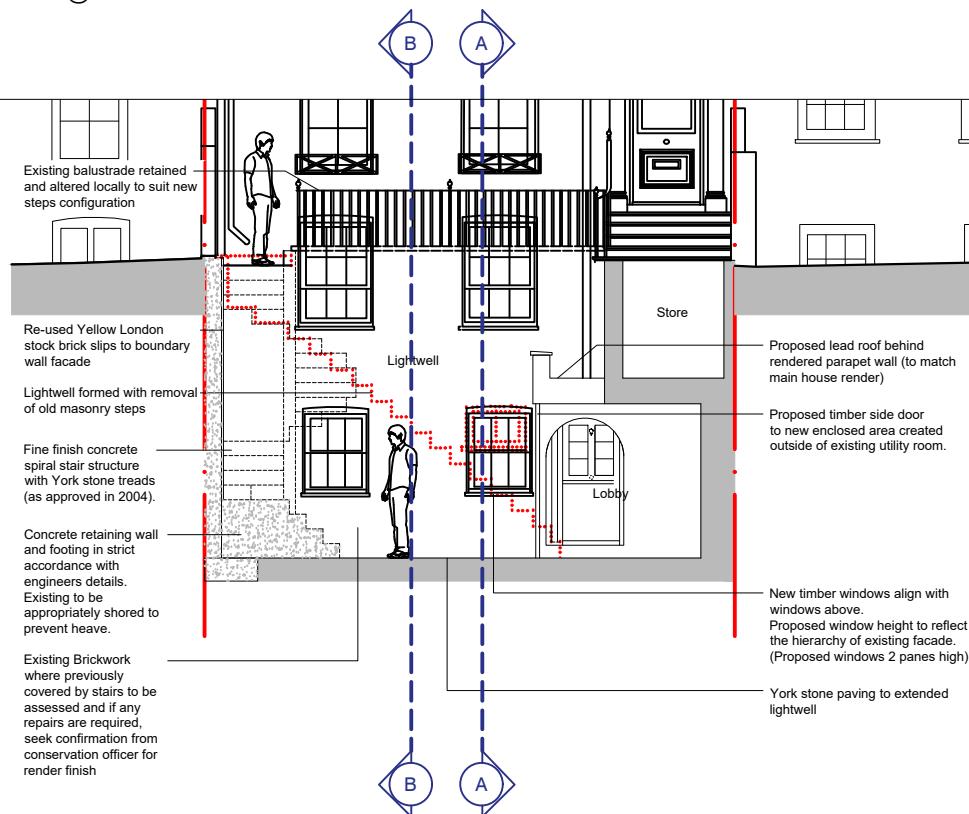 B
A
Existing balustrade retained
and altered locally to suit new
steps configuration
Store
Re-used Yellow London
stock brick slips to boundary
wall facade
Lightwell
Proposed lead roof behind
rendered parapet wall (to match
main house render)
Lightwell formed with removal
of old masonry steps
Proposed timber side door
to new enclosed area created
outside of existing utility room.
Fine finish concrete
spiral stair structure
with York stone treads
(as approved in 2004).
Lobby
Concrete retaining wall
and footing in strict
accordance with
engineers details.
Existing to be
appropriately shored to
prevent heave.
New timber windows align with
windows above.
Proposed window height to reflect
the hierarchy of existing facade.
(Proposed windows 2 panes high)
Existing Brickwork
where previously
covered by stairs to be
assessed and if any
repairs are required,
seek confirmation from
conservation officer for
render finish
York stone paving to extended
lightwell
B
A